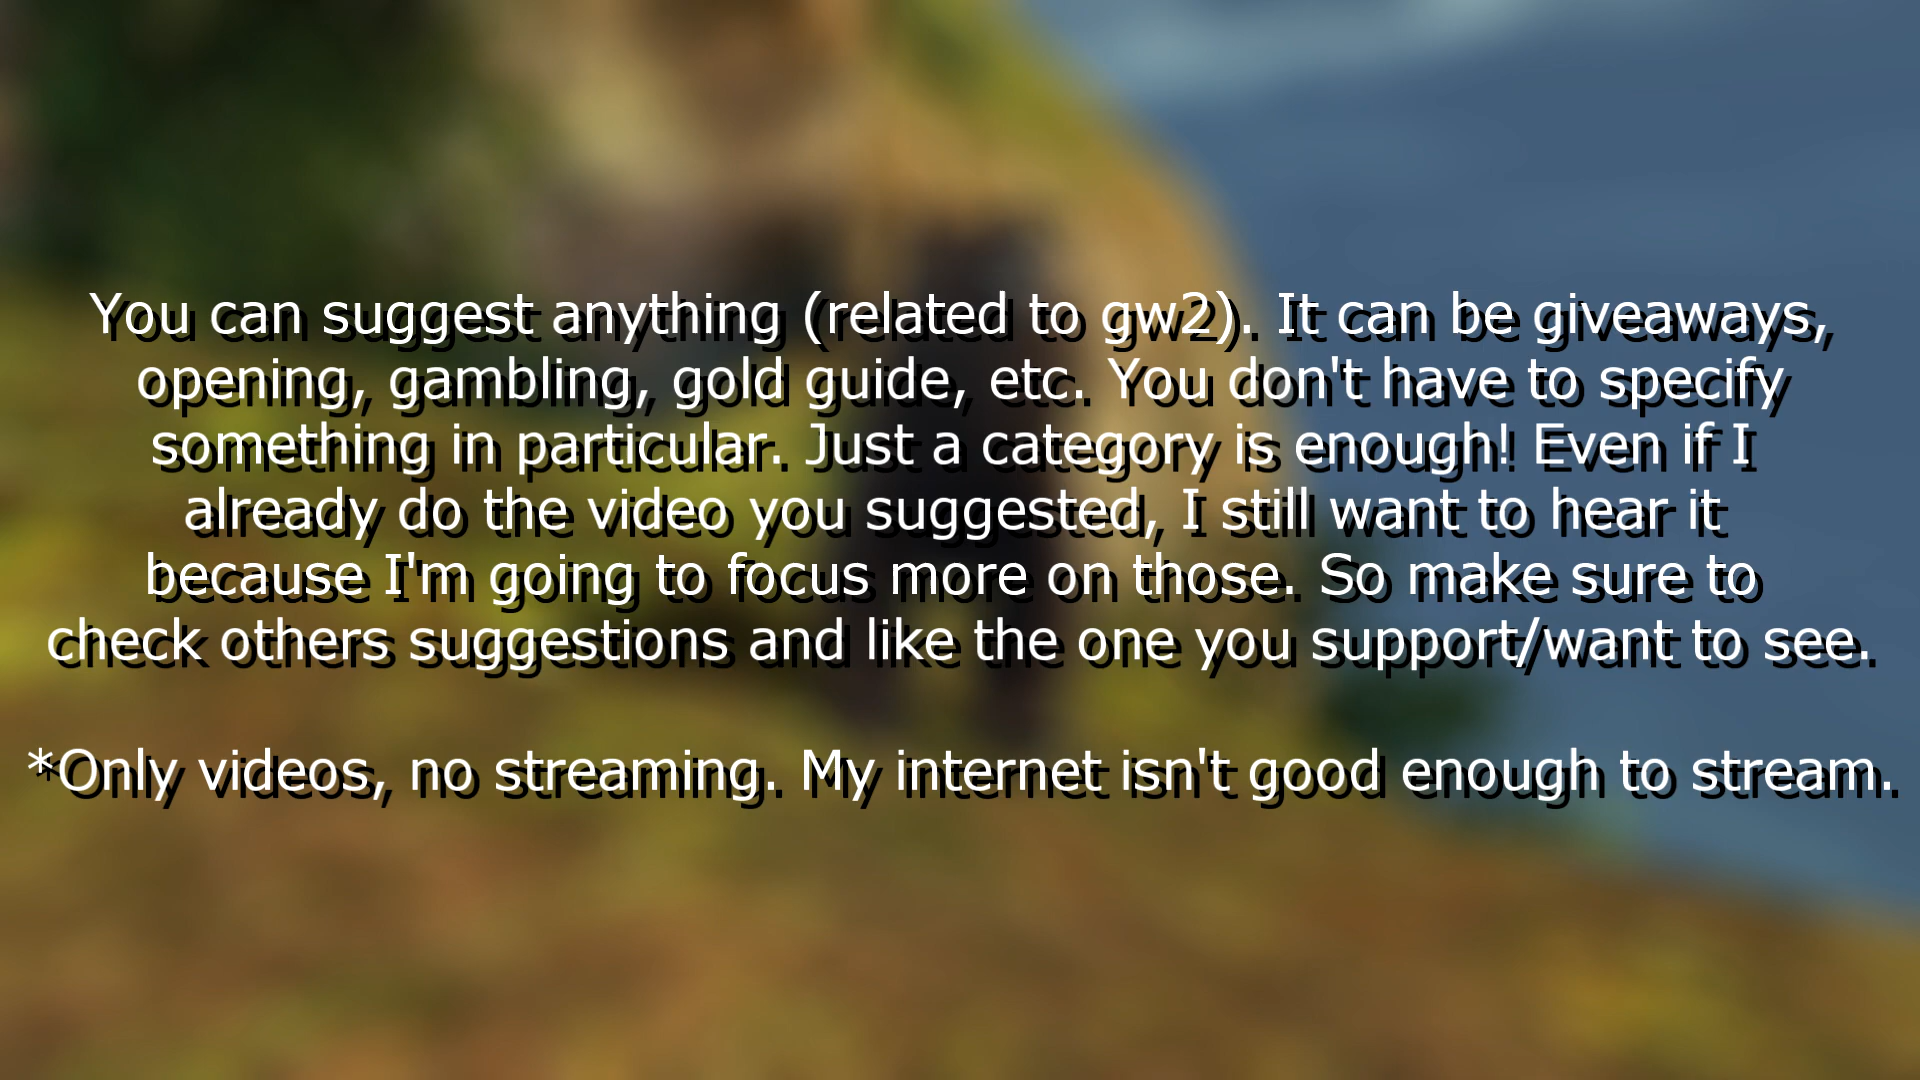 You can suggest anything (related to gw2). It can be giveaways,
opening, gambling, gold guide, etc. You don't have to specify
something in particular. Just a category is enough! Even if I
already do the video you suggested, I still want to hear it
because I'm going to focus more on those. So make sure to
check others suggestions and like the one you support/want to see.
*Only videos, no streaming. My internet isn't good enough to stream.